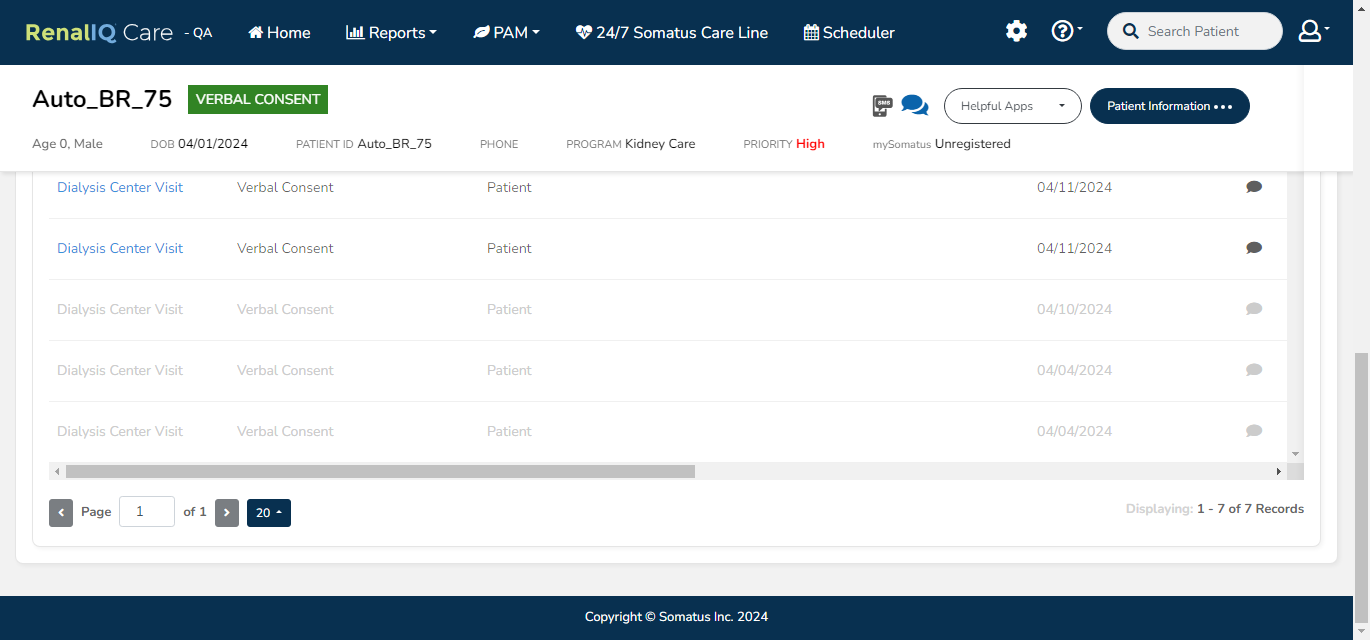 RenalIQ Care - QA Home Reports PAM 24/7 Somatus Care Line Scheduler Search Patient
Auto_BR_75 VERBAL CONSENT SMS Helpful Apps Patient Information
Age 0, Male DOB 04/01/2024 PATIENT ID Auto_BR_75 PHONE PROGRAM Kidney Care PRIORITY High mySomatus Unregistered
Dialysis Center Visit Verbal Consent Patient 04/11/2024
Dialysis Center Visit Verbal Consent Patient 04/11/2024
Dialysis Center Visit Verbal Consent Patient 04/10/2024
Dialysis Center Visit Verbal Consent Patient 04/04/2024
Dialysis Center Visit Verbal Consent Patient 04/04/2024
Page 1 of 1 20 Displaying: 1 - 7 of 7 Records
Copyright © Somatus Inc. 2024